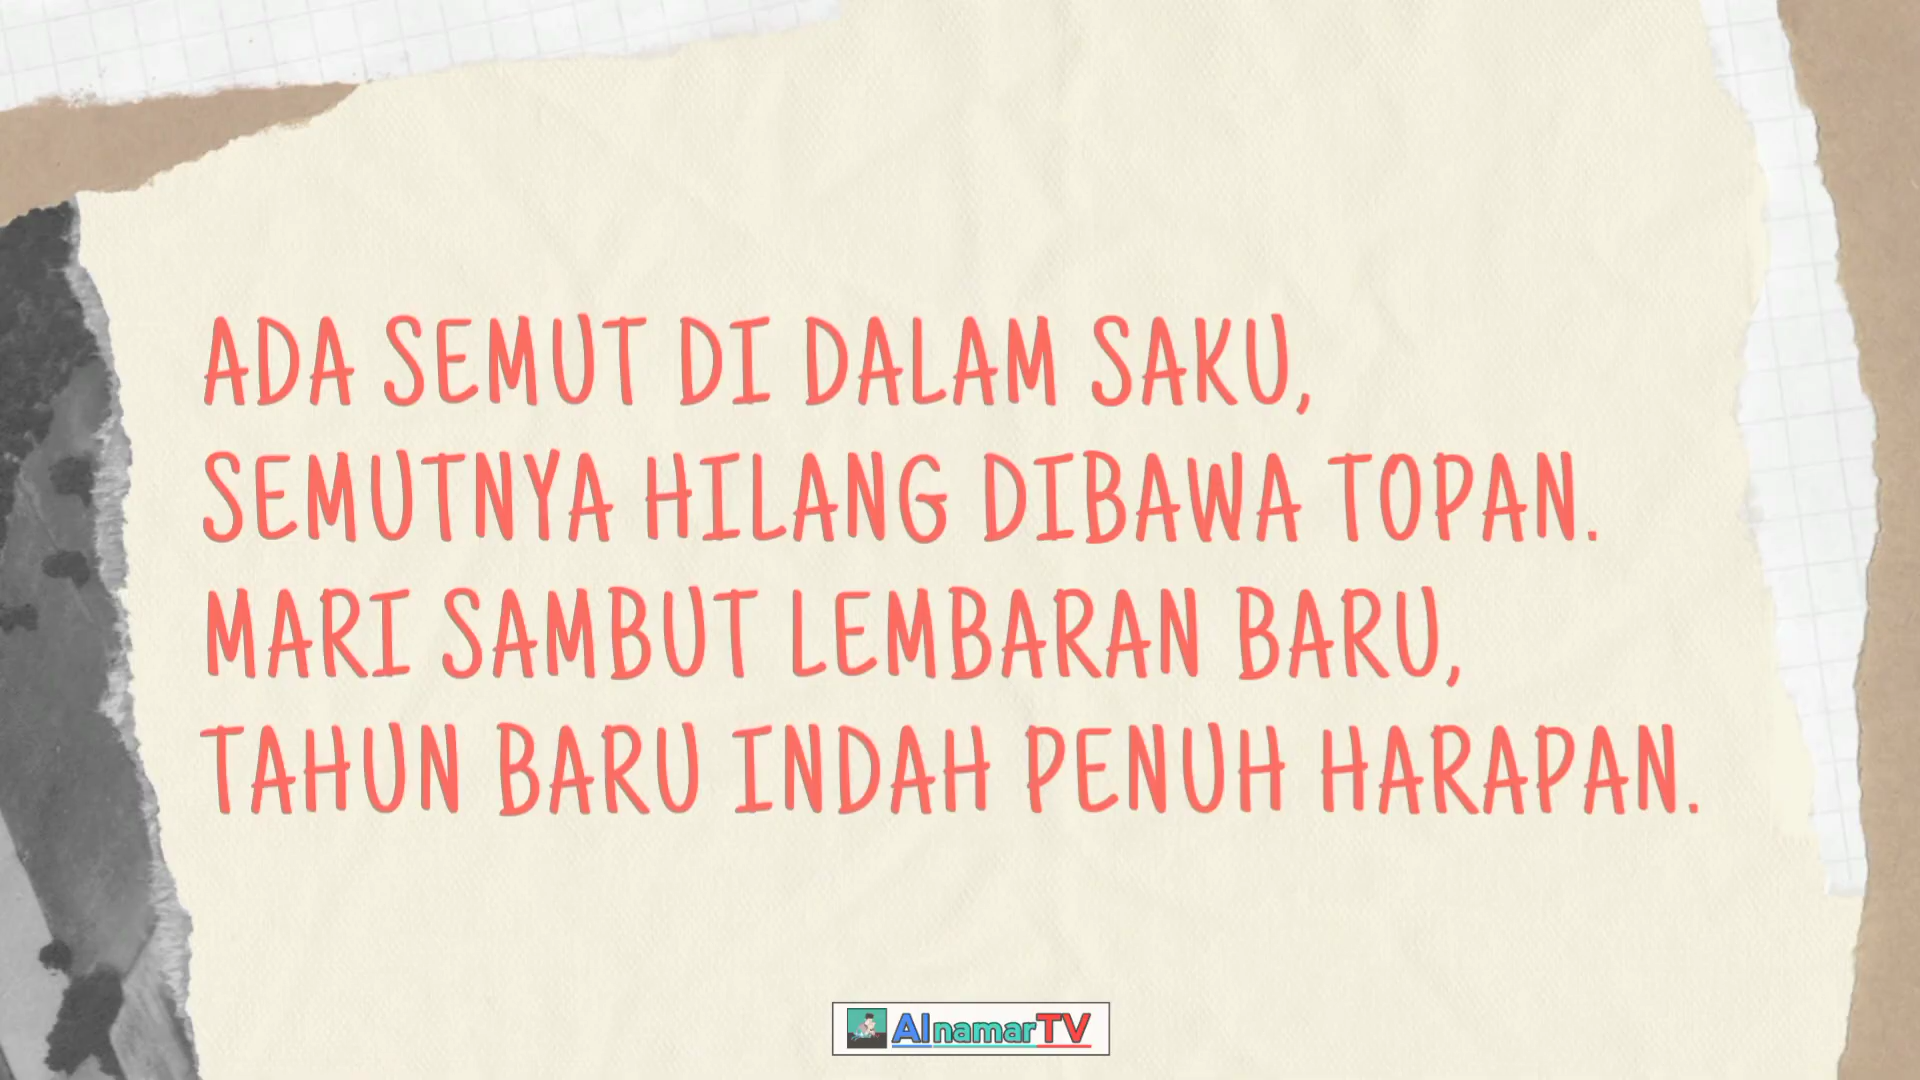 ADA SEMUT DI DALAM SAKU,
SEMUTNYA HILANG DIBAWA TOPAN.
MARI SAMBUT LEMBARAN BARU,
TAHUN BARU INDAH PENUH HARAPAN.
AlnamarTV